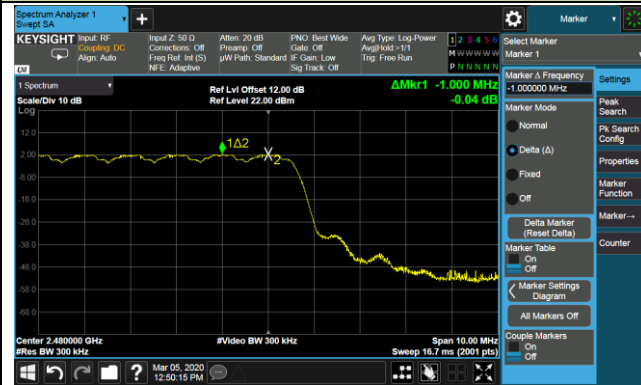 Spectrum Analyzer 1
Swept SA
+
Marker
KEYSIGHT
Input: RF
Coupling: DC
Align: Auto
Input Z: 50 Ω
Corrections: Off
Freq Ref: Int (S)
NFE: Adaptive
Atten: 20 dB
Preamp: Off
µW Path: Standard
PNO: Best Wide
Gate: Off
IF Gain: Low
Sig Track: Off
Avg Type: Log-Power
Avg|Hold:>1/1
Trig: Free Run
1 2 3 4 5 6
M W W W W W
P N N N N N
LXI
Select Marker
Marker 1
1 Spectrum
Scale/Div 10 dB
Log
Ref Lvl Offset 12.00 dB
Ref Level 22.00 dBm
ΔMkr1 -1.000 MHz
-0.04 dB
12.0
2.00
-8.00
-18.0
-28.0
-38.0
-48.0
-58.0
-68.0
1Δ2
X2
Center 2.480000 GHz
#Res BW 300 kHz
#Video BW 300 kHz
Span 10.00 MHz
Sweep 16.7 ms (2001 pts)
Marker Δ Frequency
-1.000000 MHz
Marker Mode
Normal
Delta (Δ)
Fixed
Off
Delta Marker
(Reset Delta)
Marker Table
On
Off
Marker Settings
Diagram
All Markers Off
Couple Markers
On
Off
Settings
Peak
Search
Pk Search
Config
Properties
Marker
Function
Marker→
Counter
?
Mar 05, 2020
12:50:15 PM